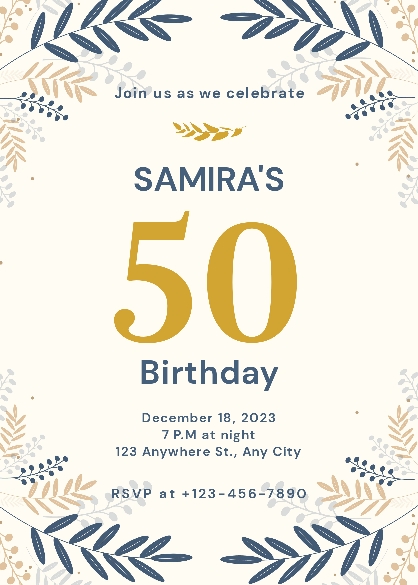 Join us as we celebrate
SAMIRA'S
50
Birthday
December 18, 2023
7 P.M at night
123 Anywhere St., Any City
RSVP at +123-456-7890